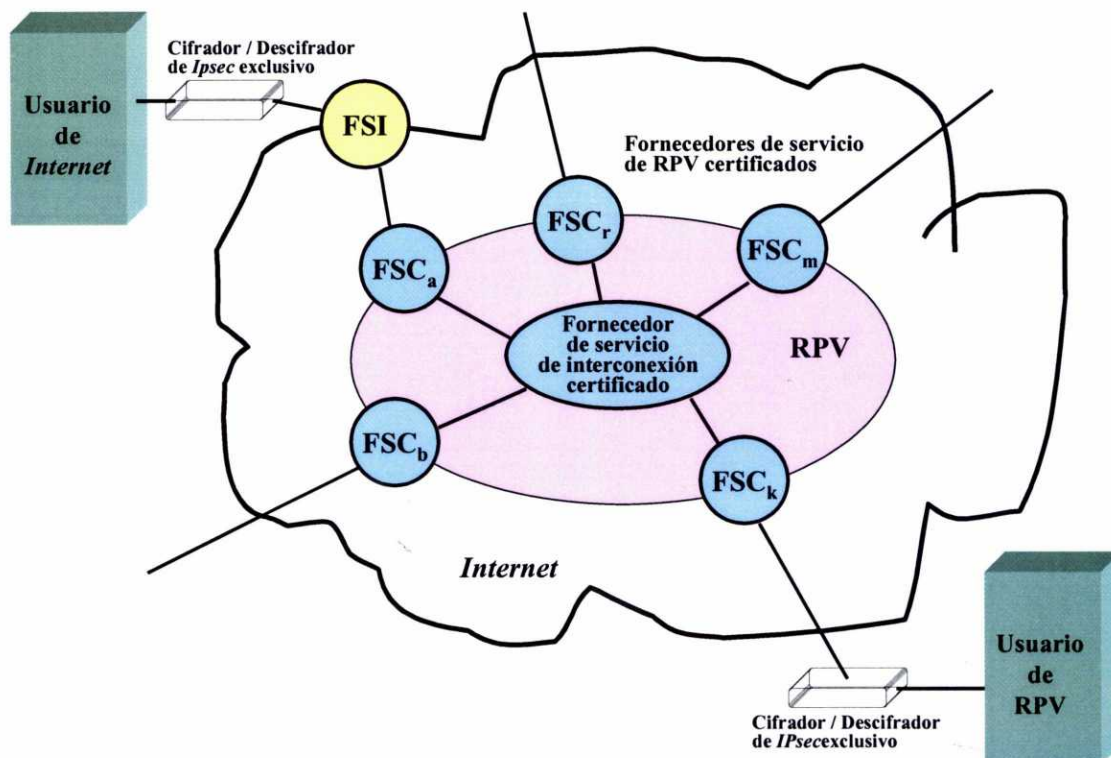 Cifrador / Descifrador
de Ipsec exclusivo
Usuario
de
Internet
FSI
Fornecedores de servicio
de RPV certificados
FSCr
FSCm
FSCa
Fornecedor
de servicio
de interconexión
certificado
RPV
FSCb
FSCk
Internet
Usuario
de
RPV
Cifrador / Descifrador
de IPsecexclusivo